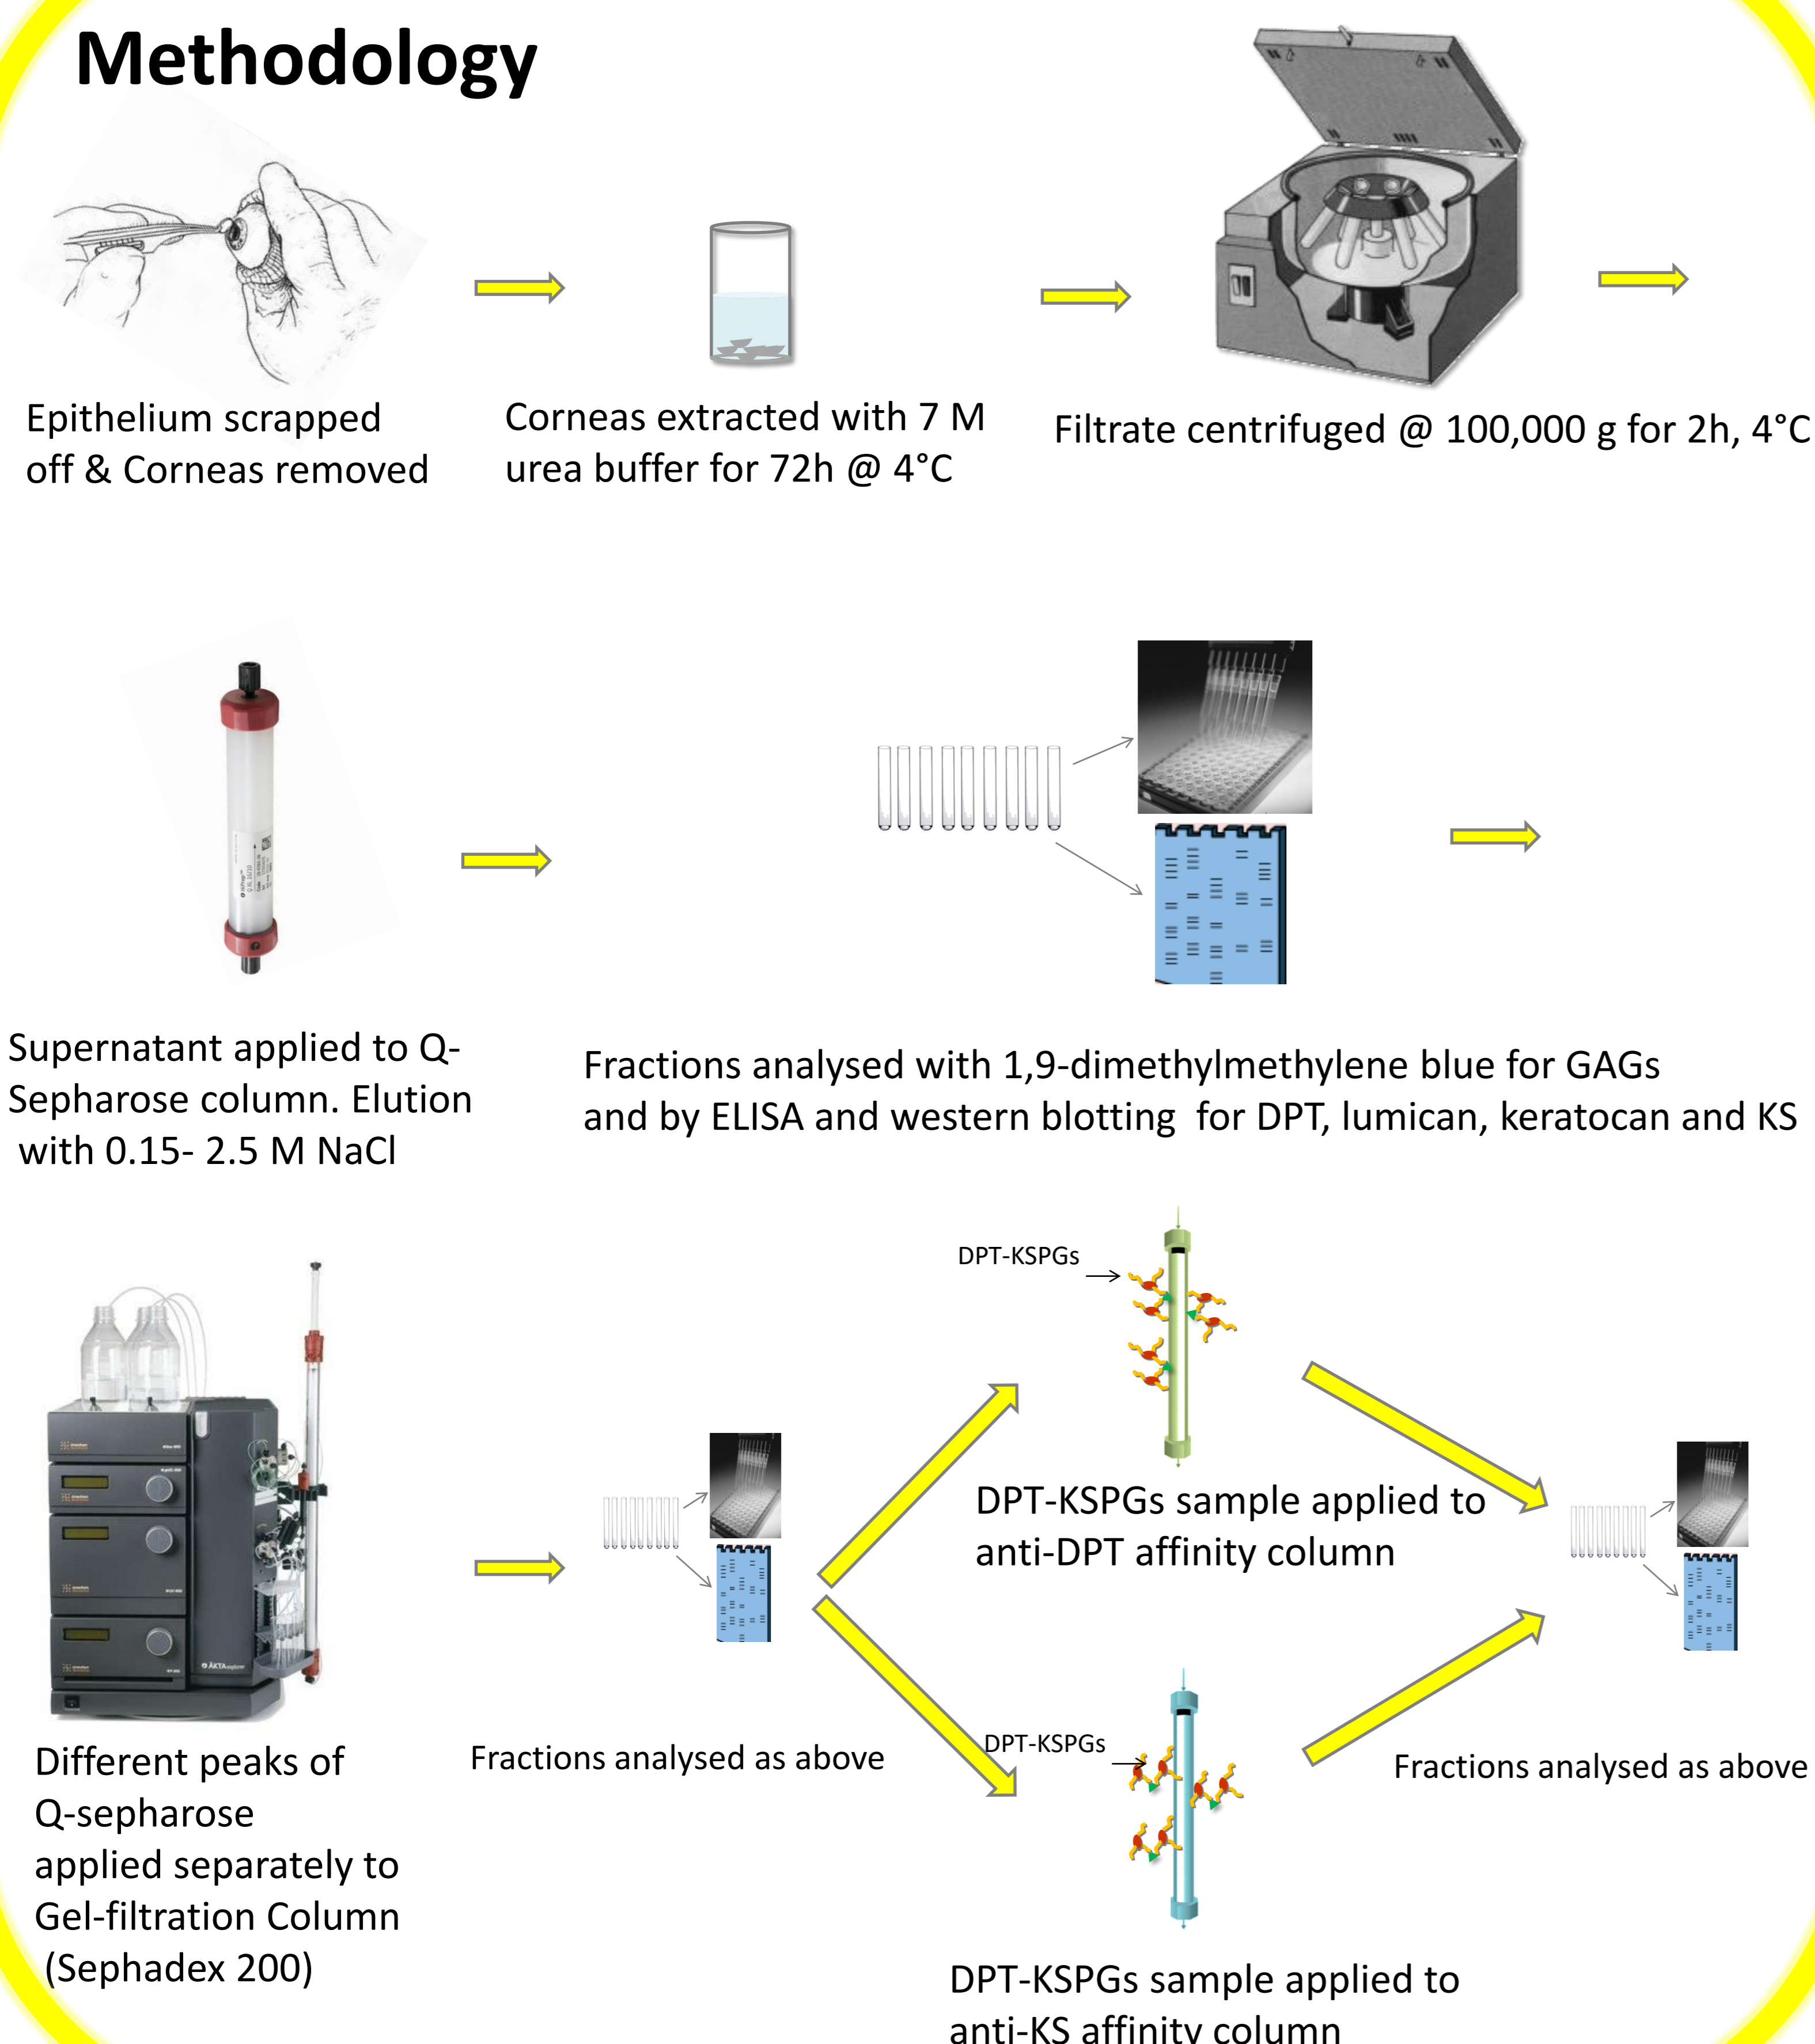 Methodology
Epithelium scrapped
off & Corneas removed
Corneas extracted with 7 M
urea buffer for 72h @ 4°C
Filtrate centrifuged @ 100,000 g for 2h, 4°C
Supernatant applied to Q-
Sepharose column. Elution
with 0.15- 2.5 M NaCl
Fractions analysed with 1,9-dimethylmethylene blue for GAGs
and by ELISA and western blotting for DPT, lumican, keratocan and KS
DPT-KSPGs
DPT-KSPGs sample applied to
anti-DPT affinity column
ÄKTAexplorer
Different peaks of
Q-sepharose
applied separately to
Gel-filtration Column
(Sephadex 200)
Fractions analysed as above
DPT-KSPGs
Fractions analysed as above
DPT-KSPGs sample applied to
anti-KS affinity column